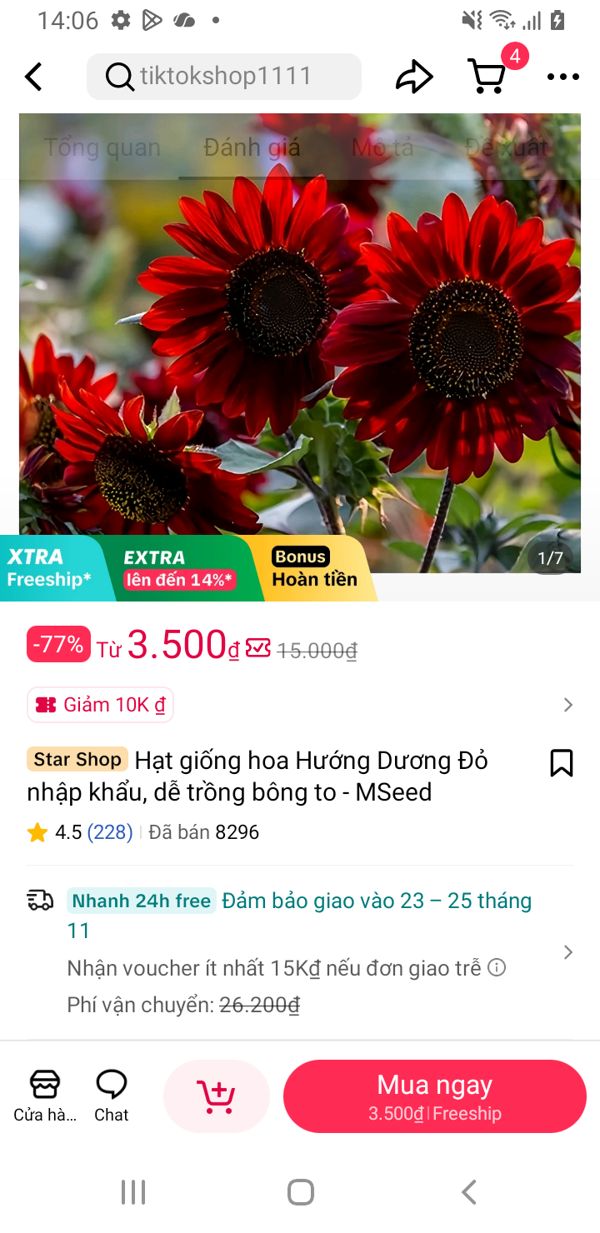 14:06
tiktokshop1111
4
Tổng quan Đánh giá Mô tả Đề xuất
XTRA
Freeship*
EXTRA
lên đến 14%*
Bonus
Hoàn tiền
1/7
-77% Từ 3.500₫ 15.000₫
Giảm 10K ₫
Star Shop Hạt giống hoa Hướng Dương Đỏ
nhập khẩu, dễ trồng bông to - MSeed
4.5 (228) Đã bán 8296
Nhanh 24h free Đảm bảo giao vào 23 – 25 tháng
11
Nhận voucher ít nhất 15K₫ nếu đơn giao trễ
Phí vận chuyển: 26.200₫
Cửa hà... Chat
Mua ngay
3.500₫ | Freeship